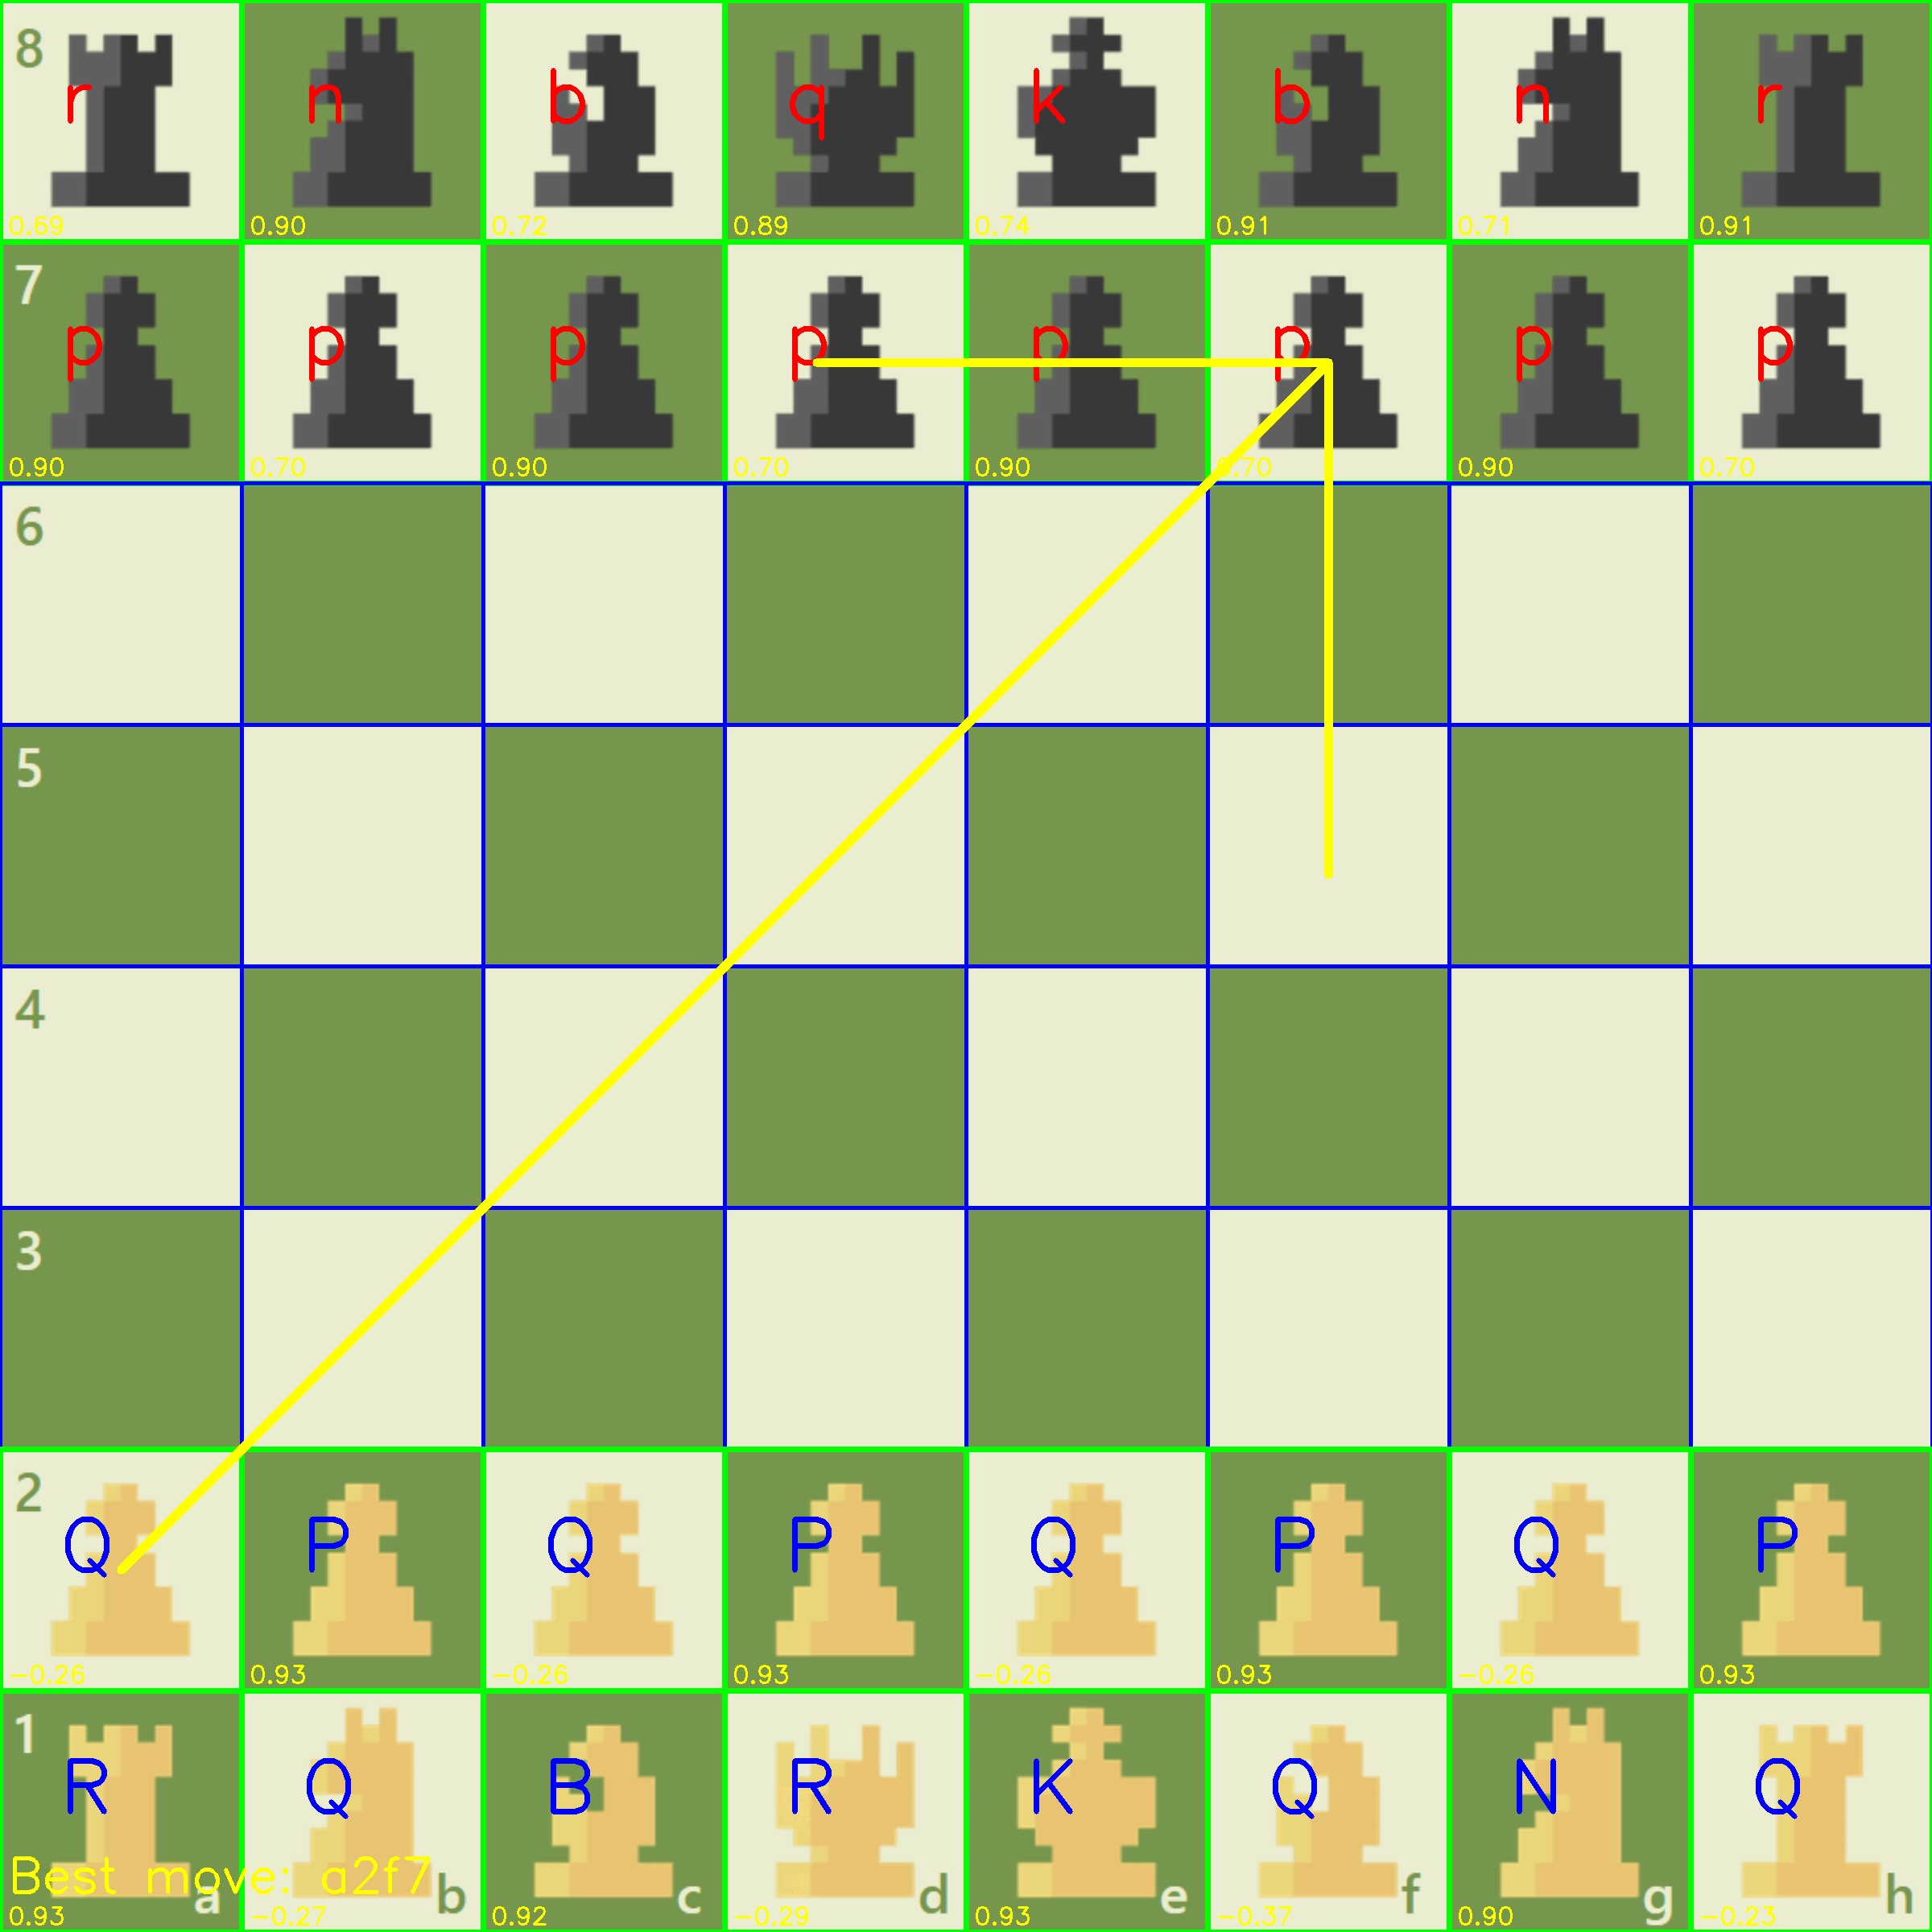 8 r n b q k b n r
0.69 0.90 0.72 0.89 0.74 0.91 0.71 0.91
7 p p p p p p p p
0.90 0.70 0.90 0.70 0.90 0.70 0.90 0.70
6
5
4
3
2 Q P Q P Q P Q P
-0.26 0.93 -0.26 0.93 -0.26 0.93 -0.26 0.93
1 R Q B R K Q N Q
Best move: a2f7
a b c d e f g h
0.93 -0.27 0.92 -0.29 0.93 -0.37 0.90 -0.23